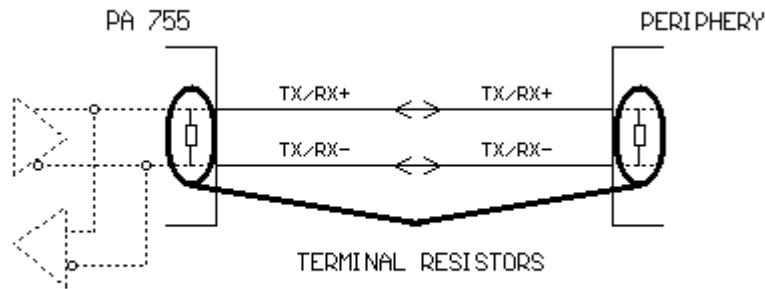 PA 755 PERIPHERY
TX/RX+ TX/RX+
TX/RX- TX/RX-
TERMINAL RESISTORS